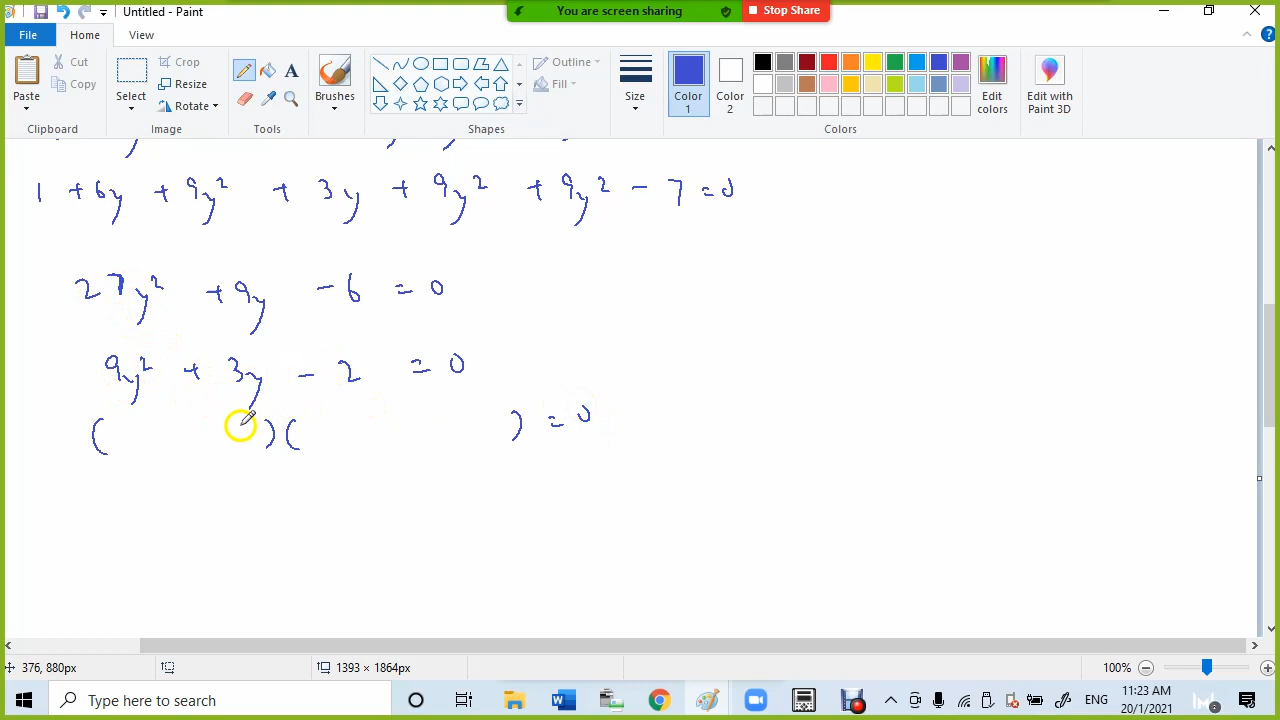 Untitled - Paint
You are screen sharing
Stop Share
File Home View
Paste
Cut
Copy
Clipboard
Select
Crop
Resize
Rotate
Image
A
Tools
Brushes
Outline
Fill
Shapes
Size
Color 1
Color 2
Edit colors
Colors
Edit with Paint 3D
1 + 6y + 9y² + 3y + 9y² + 9y² - 7 = 0
27y² + 9y - 6 = 0
9y² + 3y - 2 = 0
( )( ) = 0
376, 880px
1393 × 1864px
100%
Type here to search
ENG
11:23 AM
20/1/2021